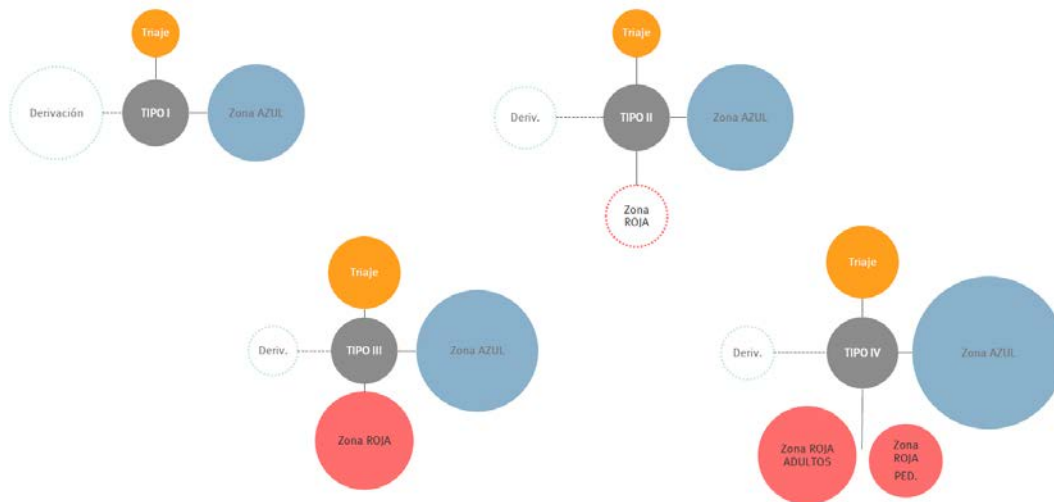 Triaje
Derivación
TIPO I
Zona AZUL
Triaje
Deriv.
TIPO II
Zona AZUL
Zona
ROJA
Triaje
Deriv.
TIPO III
Zona AZUL
Zona ROJA
Triaje
Deriv.
TIPO IV
Zona AZUL
Zona ROJA
ADULTOS
Zona
ROJA
PED.